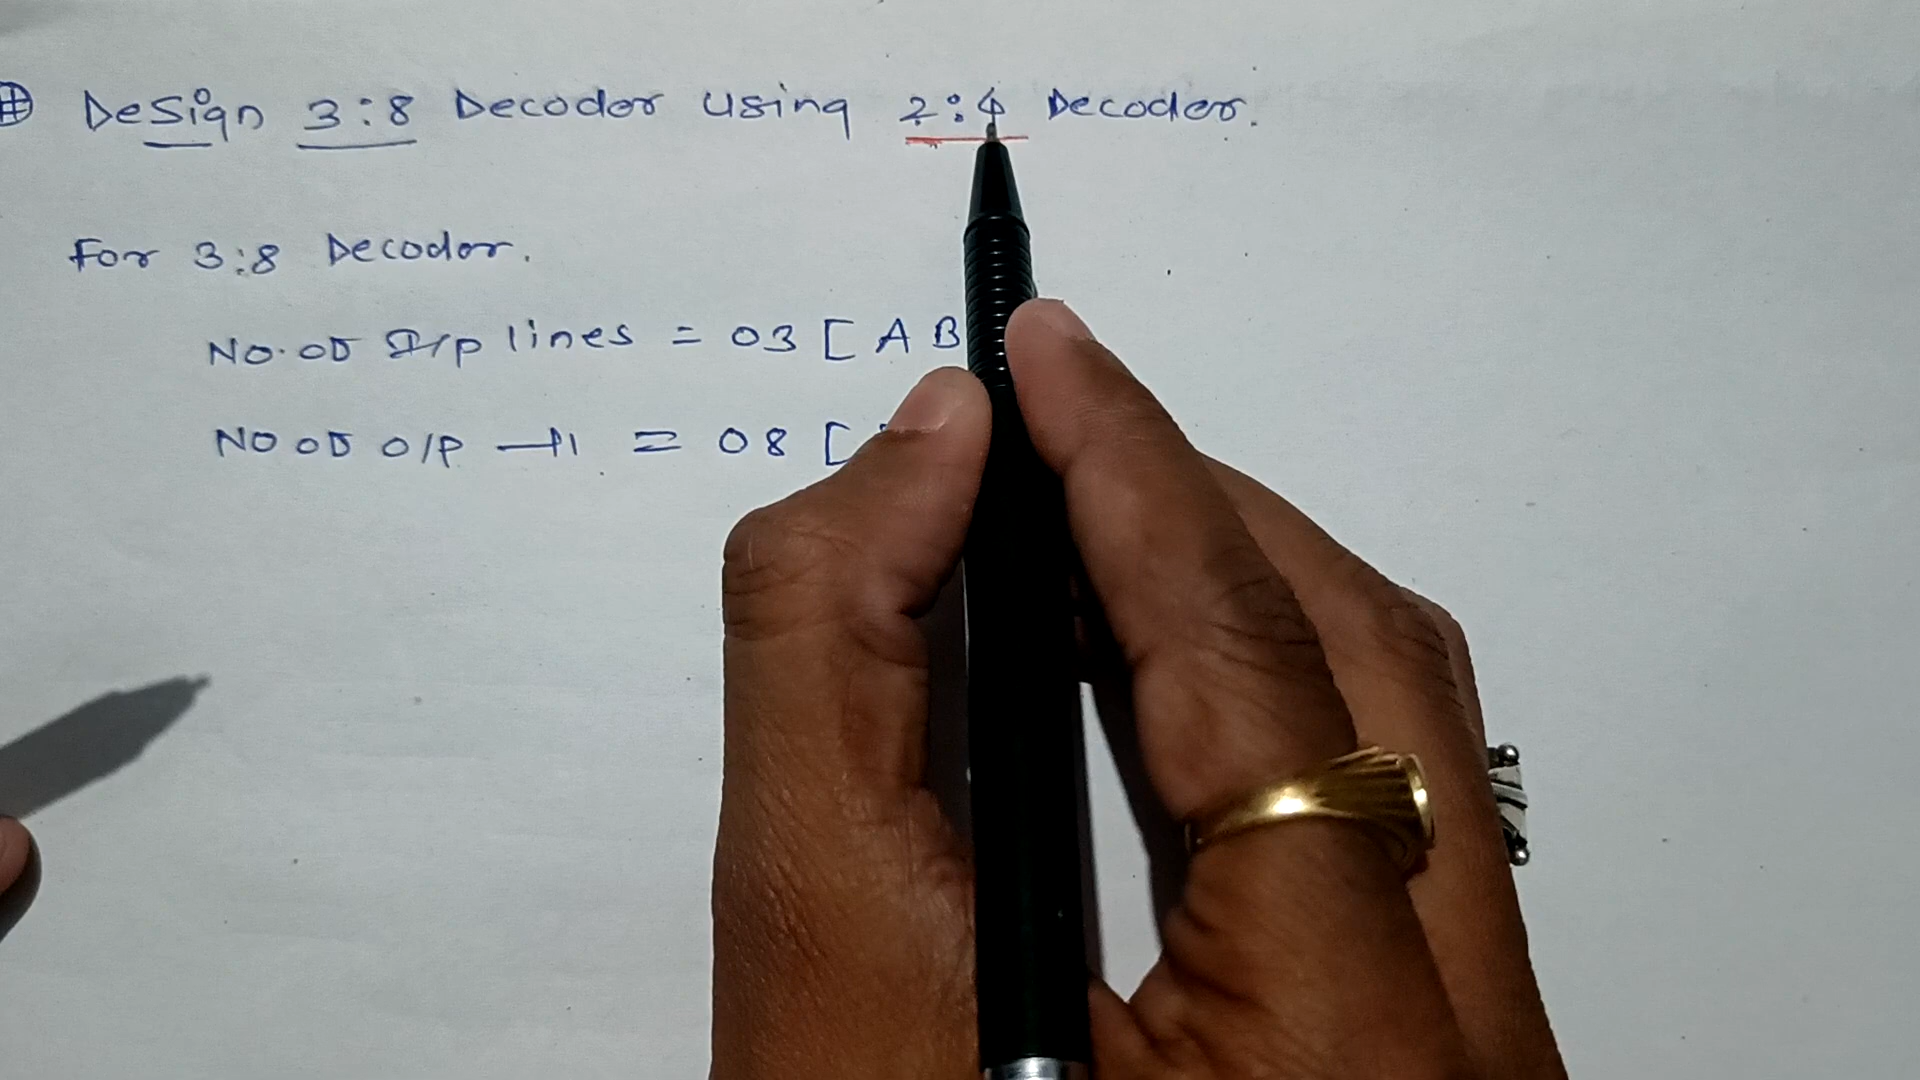 Design 3:8 Decoder using 2:4 Decoder.
For 3:8 Decoder.
No. of I/p lines = 03 [ A B
No of O/P —11 = 08 [